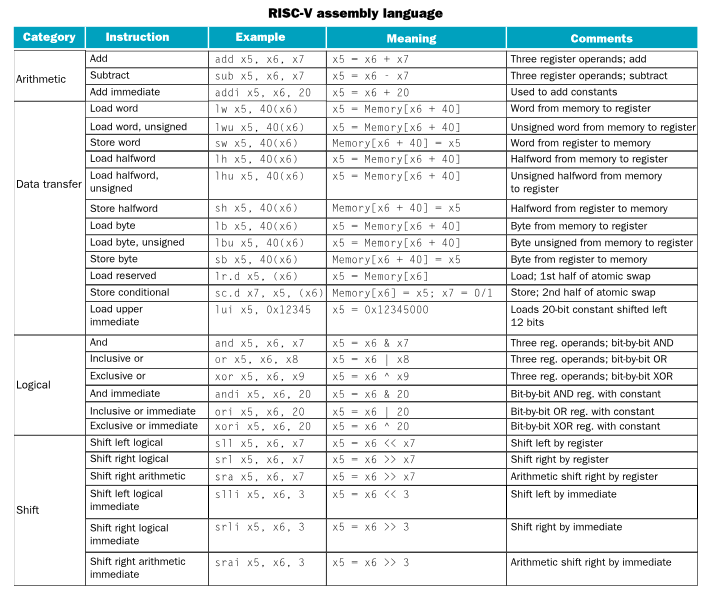 RISC-V assembly language
Category Instruction Example Meaning Comments
Arithmetic
Add add x5, x6, x7 x5 = x6 + x7 Three register operands; add
Subtract sub x5, x6, x7 x5 = x6 - x7 Three register operands; subtract
Add immediate addi x5, x6, 20 x5 = x6 + 20 Used to add constants
Data transfer
Load word lw x5, 40(x6) x5 = Memory[x6 + 40] Word from memory to register
Load word, unsigned lwu x5, 40(x6) x5 = Memory[x6 + 40] Unsigned word from memory to register
Store word sw x5, 40(x6) Memory[x6 + 40] = x5 Word from register to memory
Load halfword lh x5, 40(x6) x5 = Memory[x6 + 40] Halfword from memory to register
Load halfword, lhu x5, 40(x6) x5 = Memory[x6 + 40] Unsigned halfword from memory
unsigned to register
Store halfword sh x5, 40(x6) Memory[x6 + 40] = x5 Halfword from register to memory
Load byte lb x5, 40(x6) x5 = Memory[x6 + 40] Byte from memory to register
Load byte, unsigned lbu x5, 40(x6) x5 = Memory[x6 + 40] Byte unsigned from memory to register
Store byte sb x5, 40(x6) Memory[x6 + 40] = x5 Byte from register to memory
Load reserved lr.d x5, (x6) x5 = Memory[x6] Load; 1st half of atomic swap
Store conditional sc.d x7, x5, (x6) Memory[x6] = x5; x7 = 0/1 Store; 2nd half of atomic swap
Load upper lui x5, 0x12345 x5 = 0x12345000 Loads 20-bit constant shifted left
immediate 12 bits
Logical
And and x5, x6, x7 x5 = x6 & x7 Three reg. operands; bit-by-bit AND
Inclusive or or x5, x6, x8 x5 = x6 | x8 Three reg. operands; bit-by-bit OR
Exclusive or xor x5, x6, x9 x5 = x6 ^ x9 Three reg. operands; bit-by-bit XOR
And immediate andi x5, x6, 20 x5 = x6 & 20 Bit-by-bit AND reg. with constant
Inclusive or immediate ori x5, x6, 20 x5 = x6 | 20 Bit-by-bit OR reg. with constant
Exclusive or immediate xori x5, x6, 20 x5 = x6 ^ 20 Bit-by-bit XOR reg. with constant
Shift
Shift left logical sll x5, x6, x7 x5 = x6 << x7 Shift left by register
Shift right logical srl x5, x6, x7 x5 = x6 >> x7 Shift right by register
Shift right arithmetic sra x5, x6, x7 x5 = x6 >> x7 Arithmetic shift right by register
Shift left logical slli x5, x6, 3 x5 = x6 << 3 Shift left by immediate
immediate
Shift right logical srli x5, x6, 3 x5 = x6 >> 3 Shift right by immediate
immediate
Shift right arithmetic srai x5, x6, 3 x5 = x6 >> 3 Arithmetic shift right by immediate
immediate